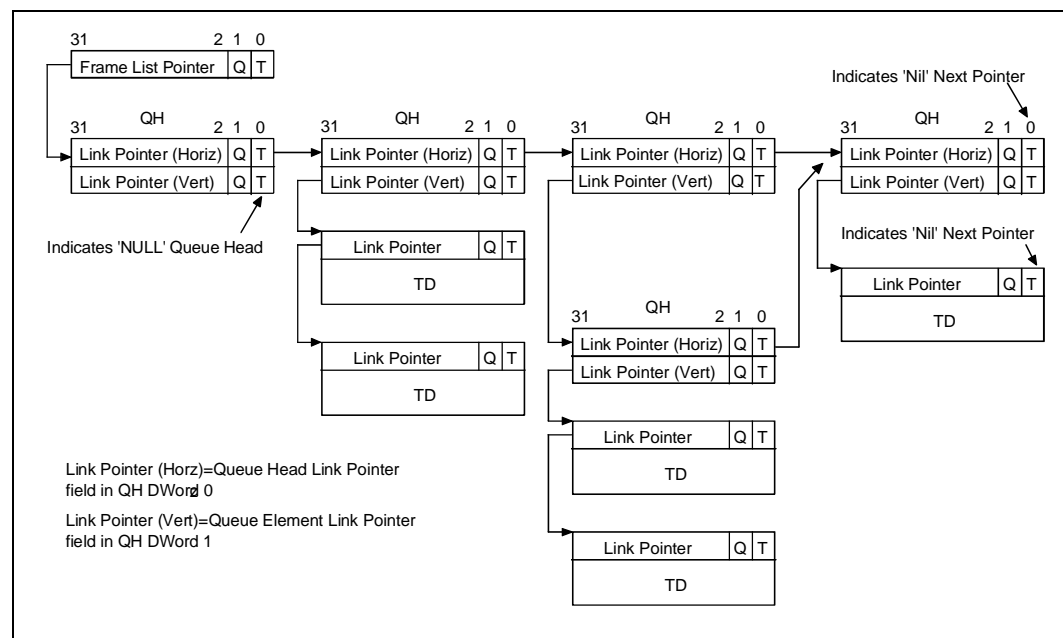 31 2 1 0
Frame List Pointer Q T
Indicates 'Nil' Next Pointer
QH QH QH QH
31 2 1 0 31 2 1 0 31 2 1 0 31 2 1 0
Link Pointer (Horiz) Q T Link Pointer (Horiz) Q T Link Pointer (Horiz) Q T Link Pointer (Horiz) Q T
Link Pointer (Vert) Q T Link Pointer (Vert) Q T Link Pointer (Vert) Q T Link Pointer (Vert) Q T
Indicates 'NULL' Queue Head
Link Pointer Q T
TD
Indicates 'Nil' Next Pointer
Link Pointer Q T
TD
QH
31 2 1 0
Link Pointer (Horiz) Q T
Link Pointer (Vert) Q T
Link Pointer Q T
TD
Link Pointer Q T
TD
Link Pointer Q T
TD
Link Pointer (Horz)=Queue Head Link Pointer
field in QH DWord 0
Link Pointer (Vert)=Queue Element Link Pointer
field in QH DWord 1